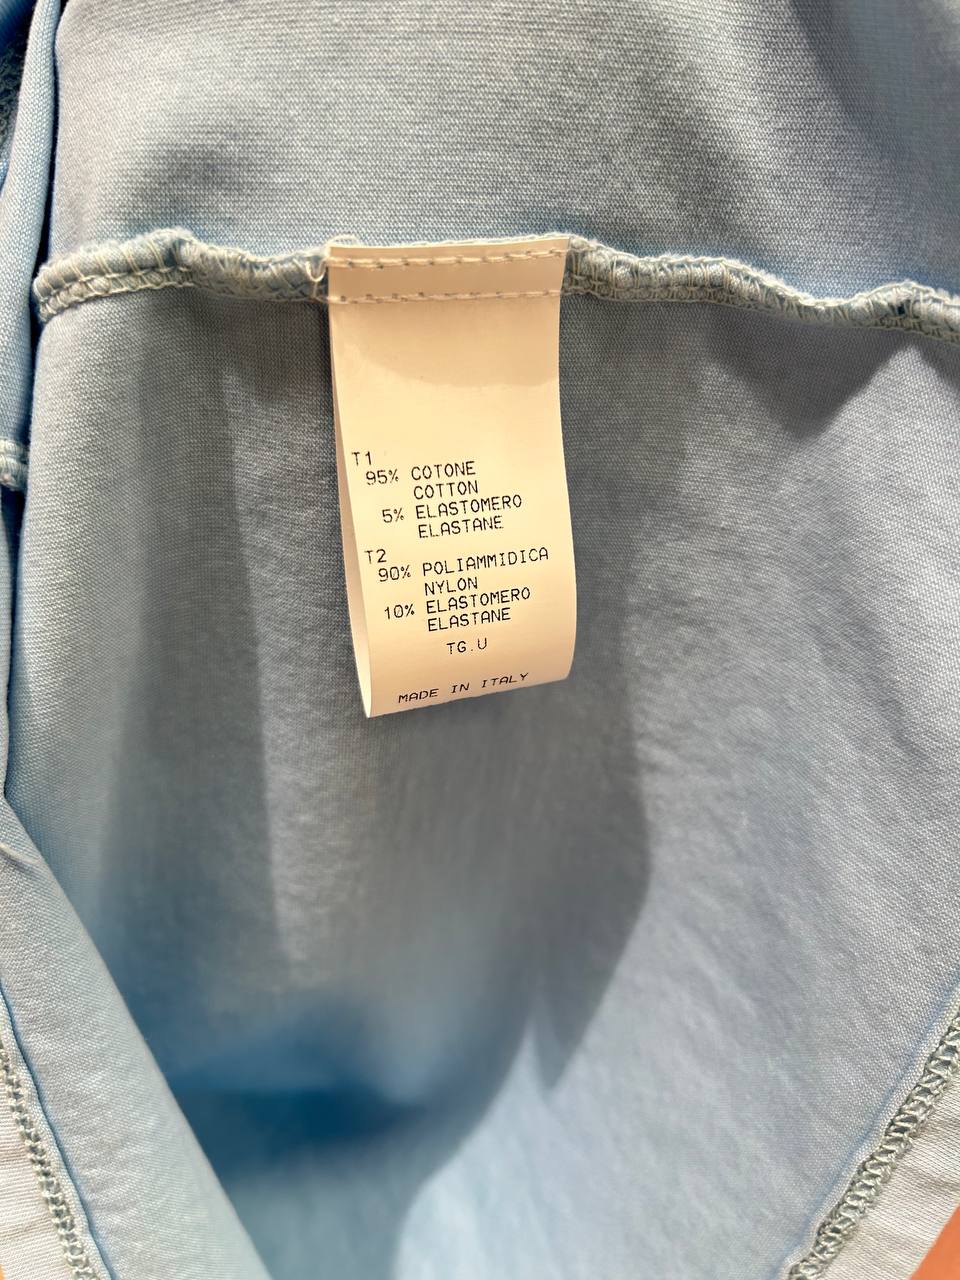 T1
95% COTONE
COTTON
5% ELASTOMERO
ELASTANE
T2
90% POLIAMMIDICA
NYLON
10% ELASTOMERO
ELASTANE
TG.U
MADE IN ITALY